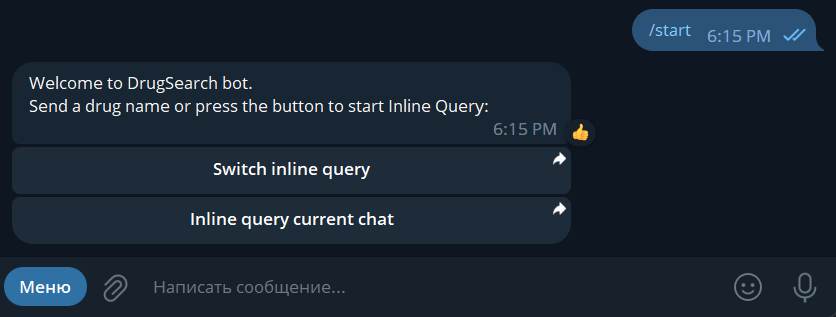 /start 6:15 PM
Welcome to DrugSearch bot.
Send a drug name or press the button to start Inline Query:
6:15 PM
Switch inline query
Inline query current chat
Меню
Написать сообщение...